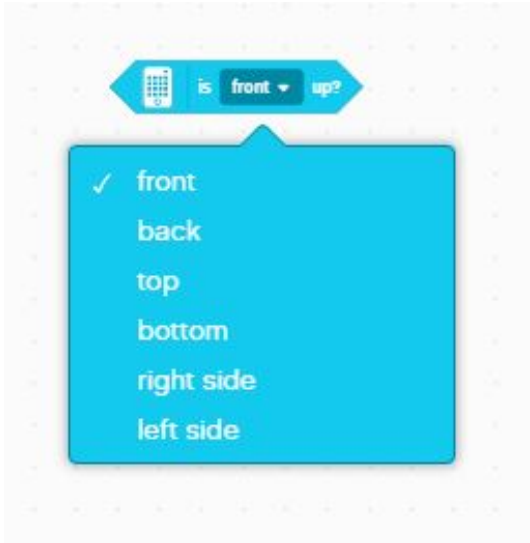 is front up?
front
back
top
bottom
right side
left side